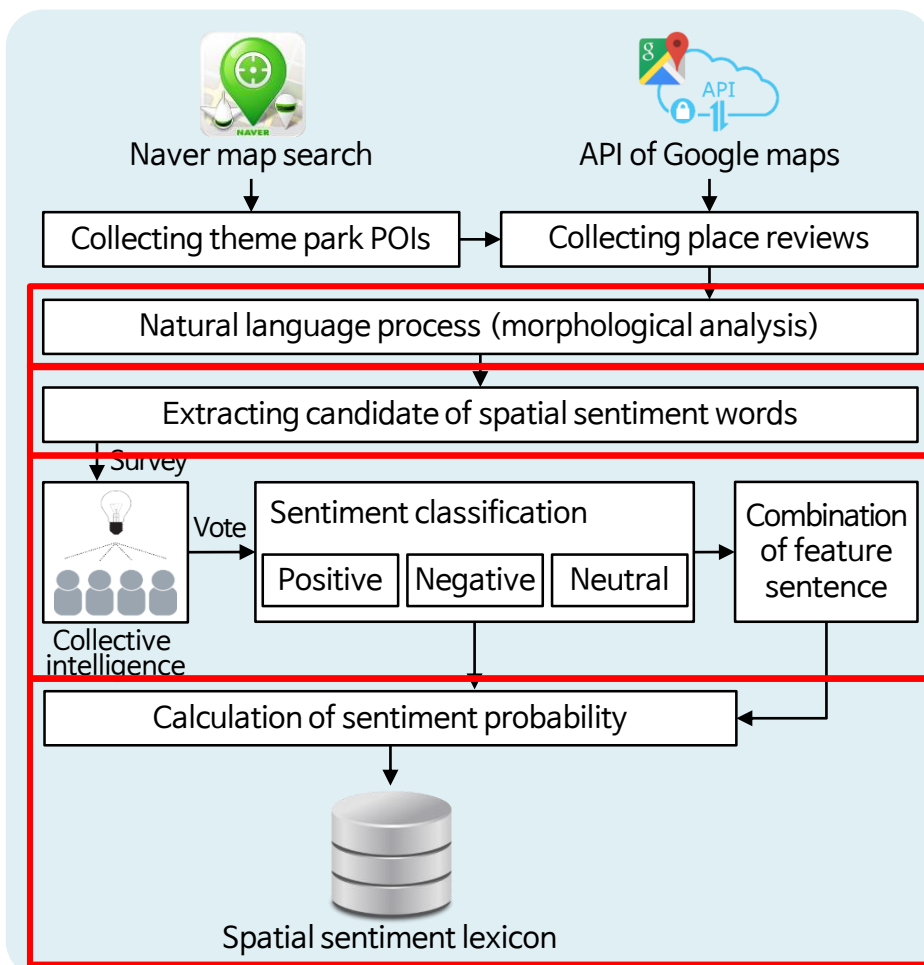 NAVER
g
API
Naver map search
API of Google maps
Collecting theme park POIs
Collecting place reviews
Natural language process (morphological analysis)
Extracting candidate of spatial sentiment words
Survey
Vote
Sentiment classification
Positive
Negative
Neutral
Combination
of feature
sentence
Collective
intelligence
Calculation of sentiment probability
Spatial sentiment lexicon